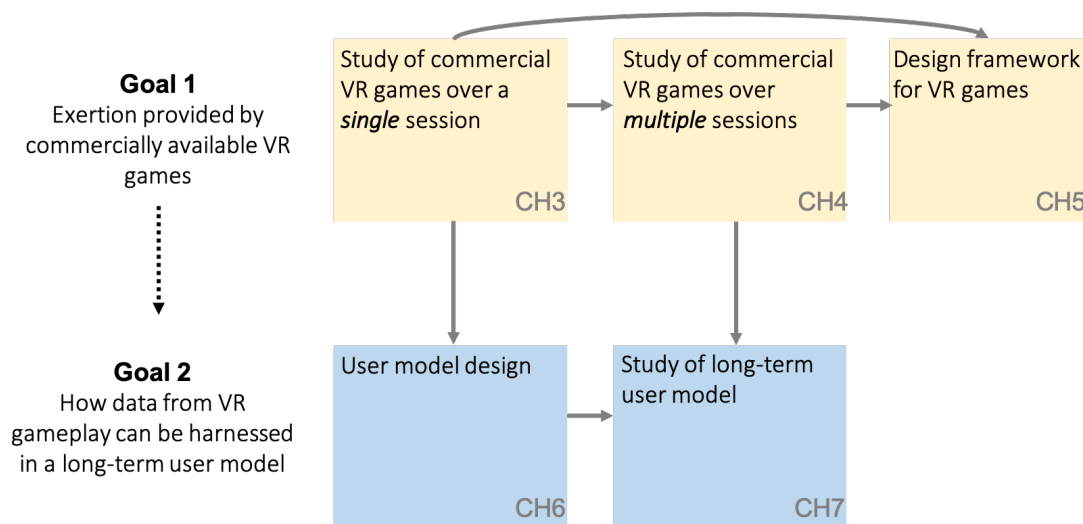 Goal 1
Exertion provided by
commercially available VR
games
Study of commercial
VR games over a
single session
CH3
Study of commercial
VR games over
multiple sessions
CH4
Design framework
for VR games
CH5
Goal 2
How data from VR
gameplay can be harnessed
in a long-term user model
User model design
CH6
Study of long-term
user model
CH7